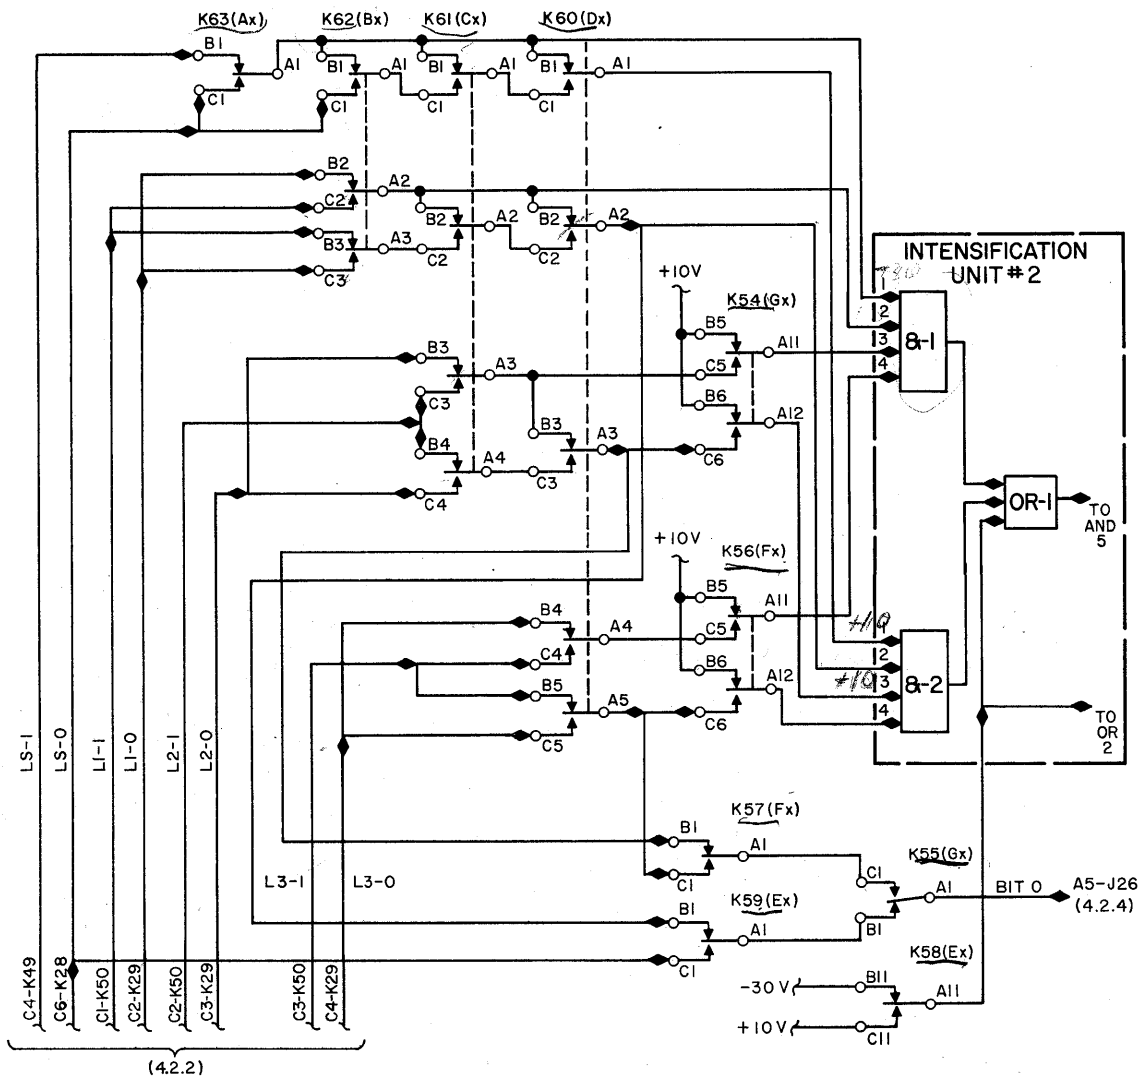 K63(Ax) K62(Bx) K61(Cx) K60(Dx)
B1 A1 B1 A1 B1 A1 B1 A1
C1 C1 C1 C1
B2 A2
C2 B2 A2 B2 A2
B3 A3 C2 C2
C3
+10V
INTENSIFICATION
UNIT #2
K54(Gx)
1
2
3
4
&-1
B5 A11
C5
B6 A12
C6
B3 A3
C3
B4 A4
C4
B3 A3
C3
OR-1
TO
AND
5
+10V
K56(Fx)
B5 A11
C5
B6 A12
C6
B4 A4
C4
B5 A5
C5
+11Q
2
+11Q
3
4
&-2
TO
OR
2
LS-1
LS-0
L1-1
L1-0
L2-1
L2-0
L3-1
L3-0
K57(Fx)
B1 A1
C1
K59(Ex)
B1 A1
C1
K55(Gx)
C1 A1
B1
BIT 0
A5-J26
(4.2.4)
K58(Ex)
-30V B11 A11
+10V C11
C4-K49
C6-K28
C1-K50
C2-K29
C2-K50
C3-K29
C3-K50
C4-K29
(4.2.2)